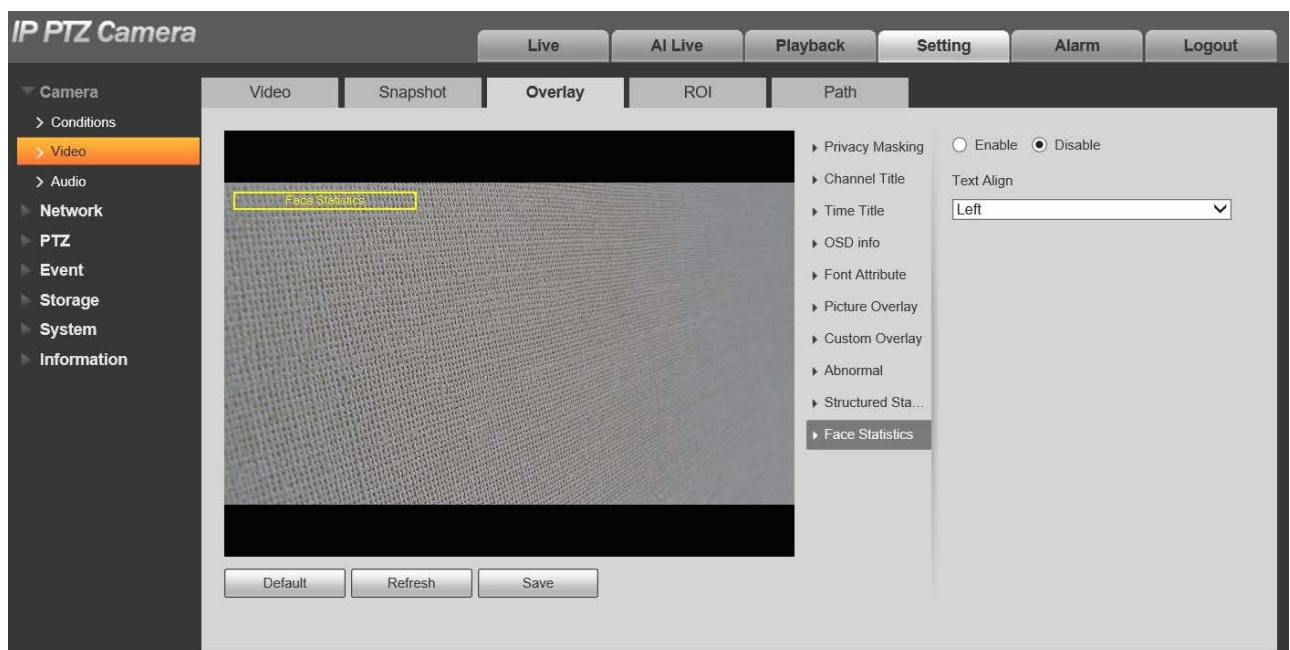 IP PTZ Camera
Live
AI Live
Playback
Setting
Alarm
Logout
Camera
Conditions
Video
Audio
Network
PTZ
Event
Storage
System
Information
Video
Snapshot
Overlay
ROI
Path
Face Statistics
Privacy Masking
Channel Title
Time Title
OSD info
Font Attribute
Picture Overlay
Custom Overlay
Abnormal
Structured Sta...
Face Statistics
Enable Disable
Text Align
Left
Default
Refresh
Save